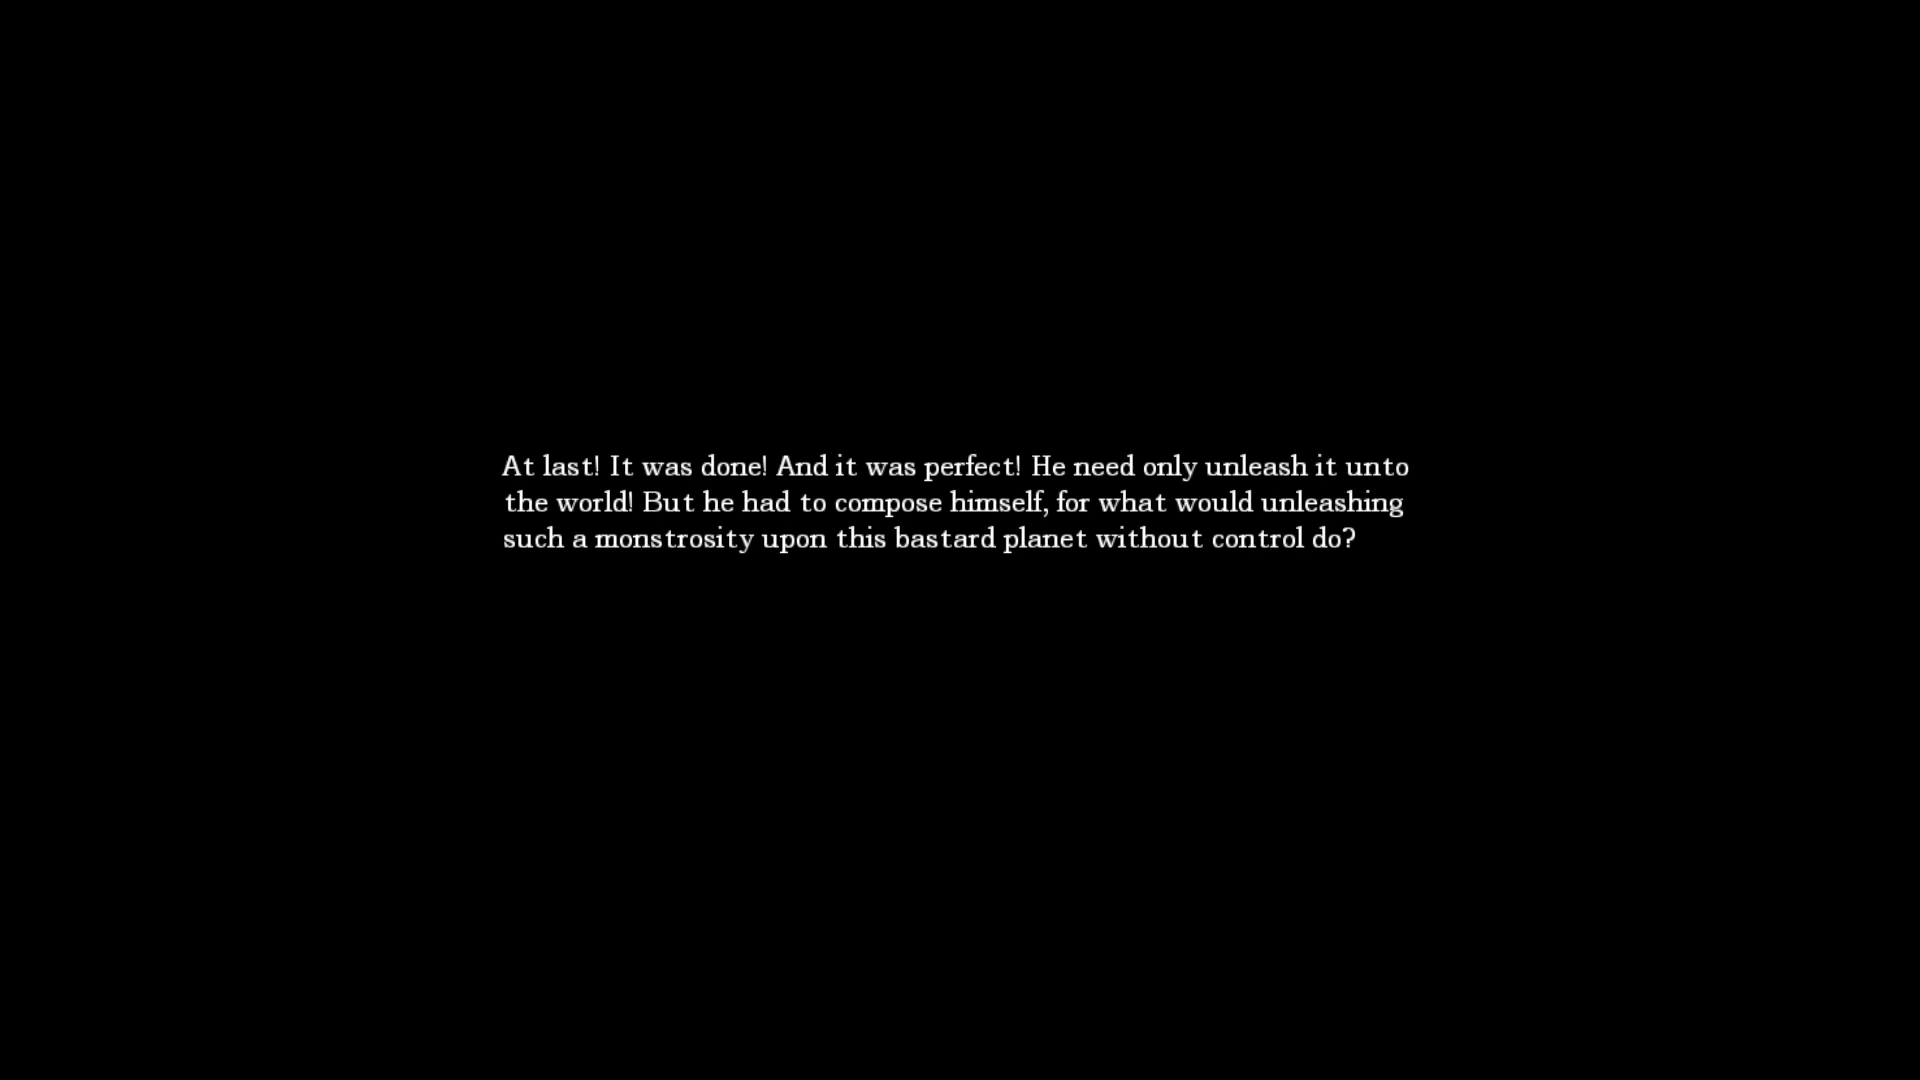 At last! It was done! And it was perfect! He need only unleash it unto
the world! But he had to compose himself, for what would unleashing
such a monstrosity upon this bastard planet without control do?